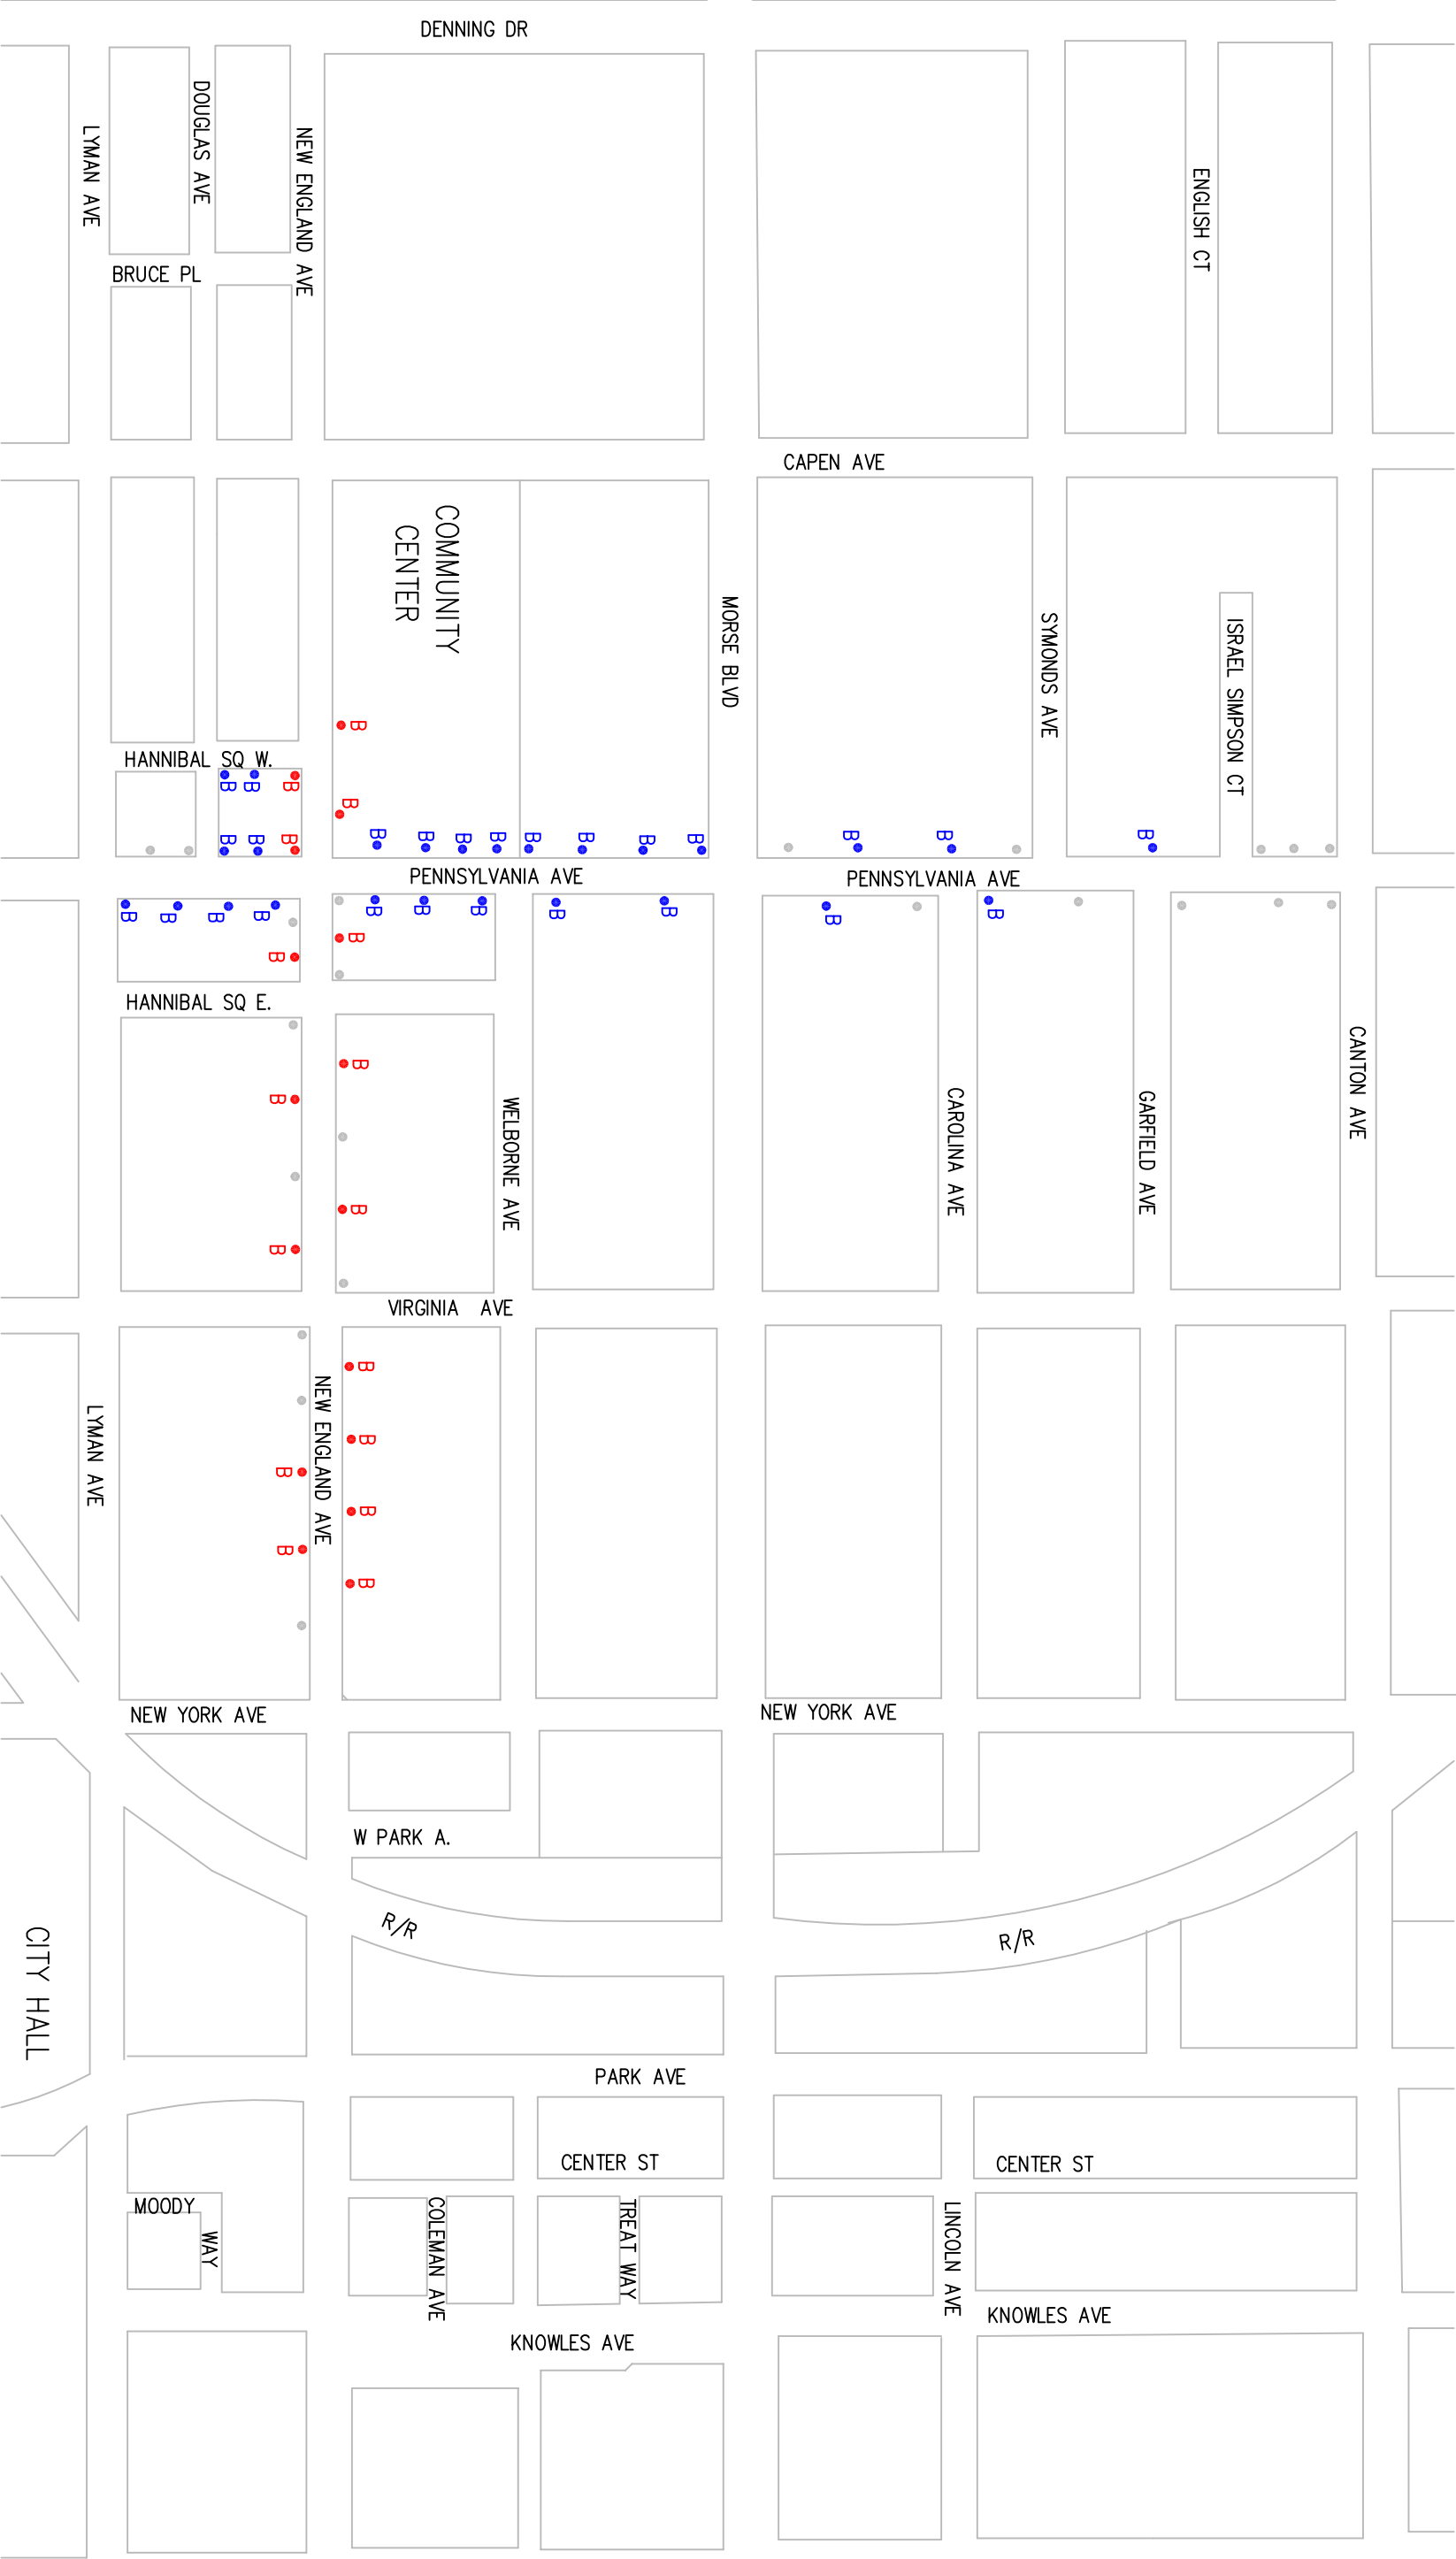 DENNING DR
LYMAN AVE
DOUGLAS AVE
NEW ENGLAND AVE
ENGLISH CT
BRUCE PL
CAPEN AVE
COMMUNITY
CENTER
MORSE BLVD
SYMONDS AVE
ISRAEL SIMPSON CT
B
HANNIBAL SQ W.
B B B
B
B B B
B B B B B B B B
B B B
PENNSYLVANIA AVE
PENNSYLVANIA AVE
B B B B
B B B
B B
B
B
B
B
HANNIBAL SQ E.
CANTON AVE
B
B
WELBORNE AVE
CAROLINA AVE
GARFIELD AVE
B
B
VIRGINIA AVE
B
LYMAN AVE
NEW ENGLAND AVE
B
B
B
B
B
NEW YORK AVE
NEW YORK AVE
W PARK A.
R/R
R/R
CITY HALL
PARK AVE
CENTER ST
CENTER ST
MOODY
WAY
COLEMAN AVE
TREAT WAY
LINCOLN AVE
KNOWLES AVE
KNOWLES AVE